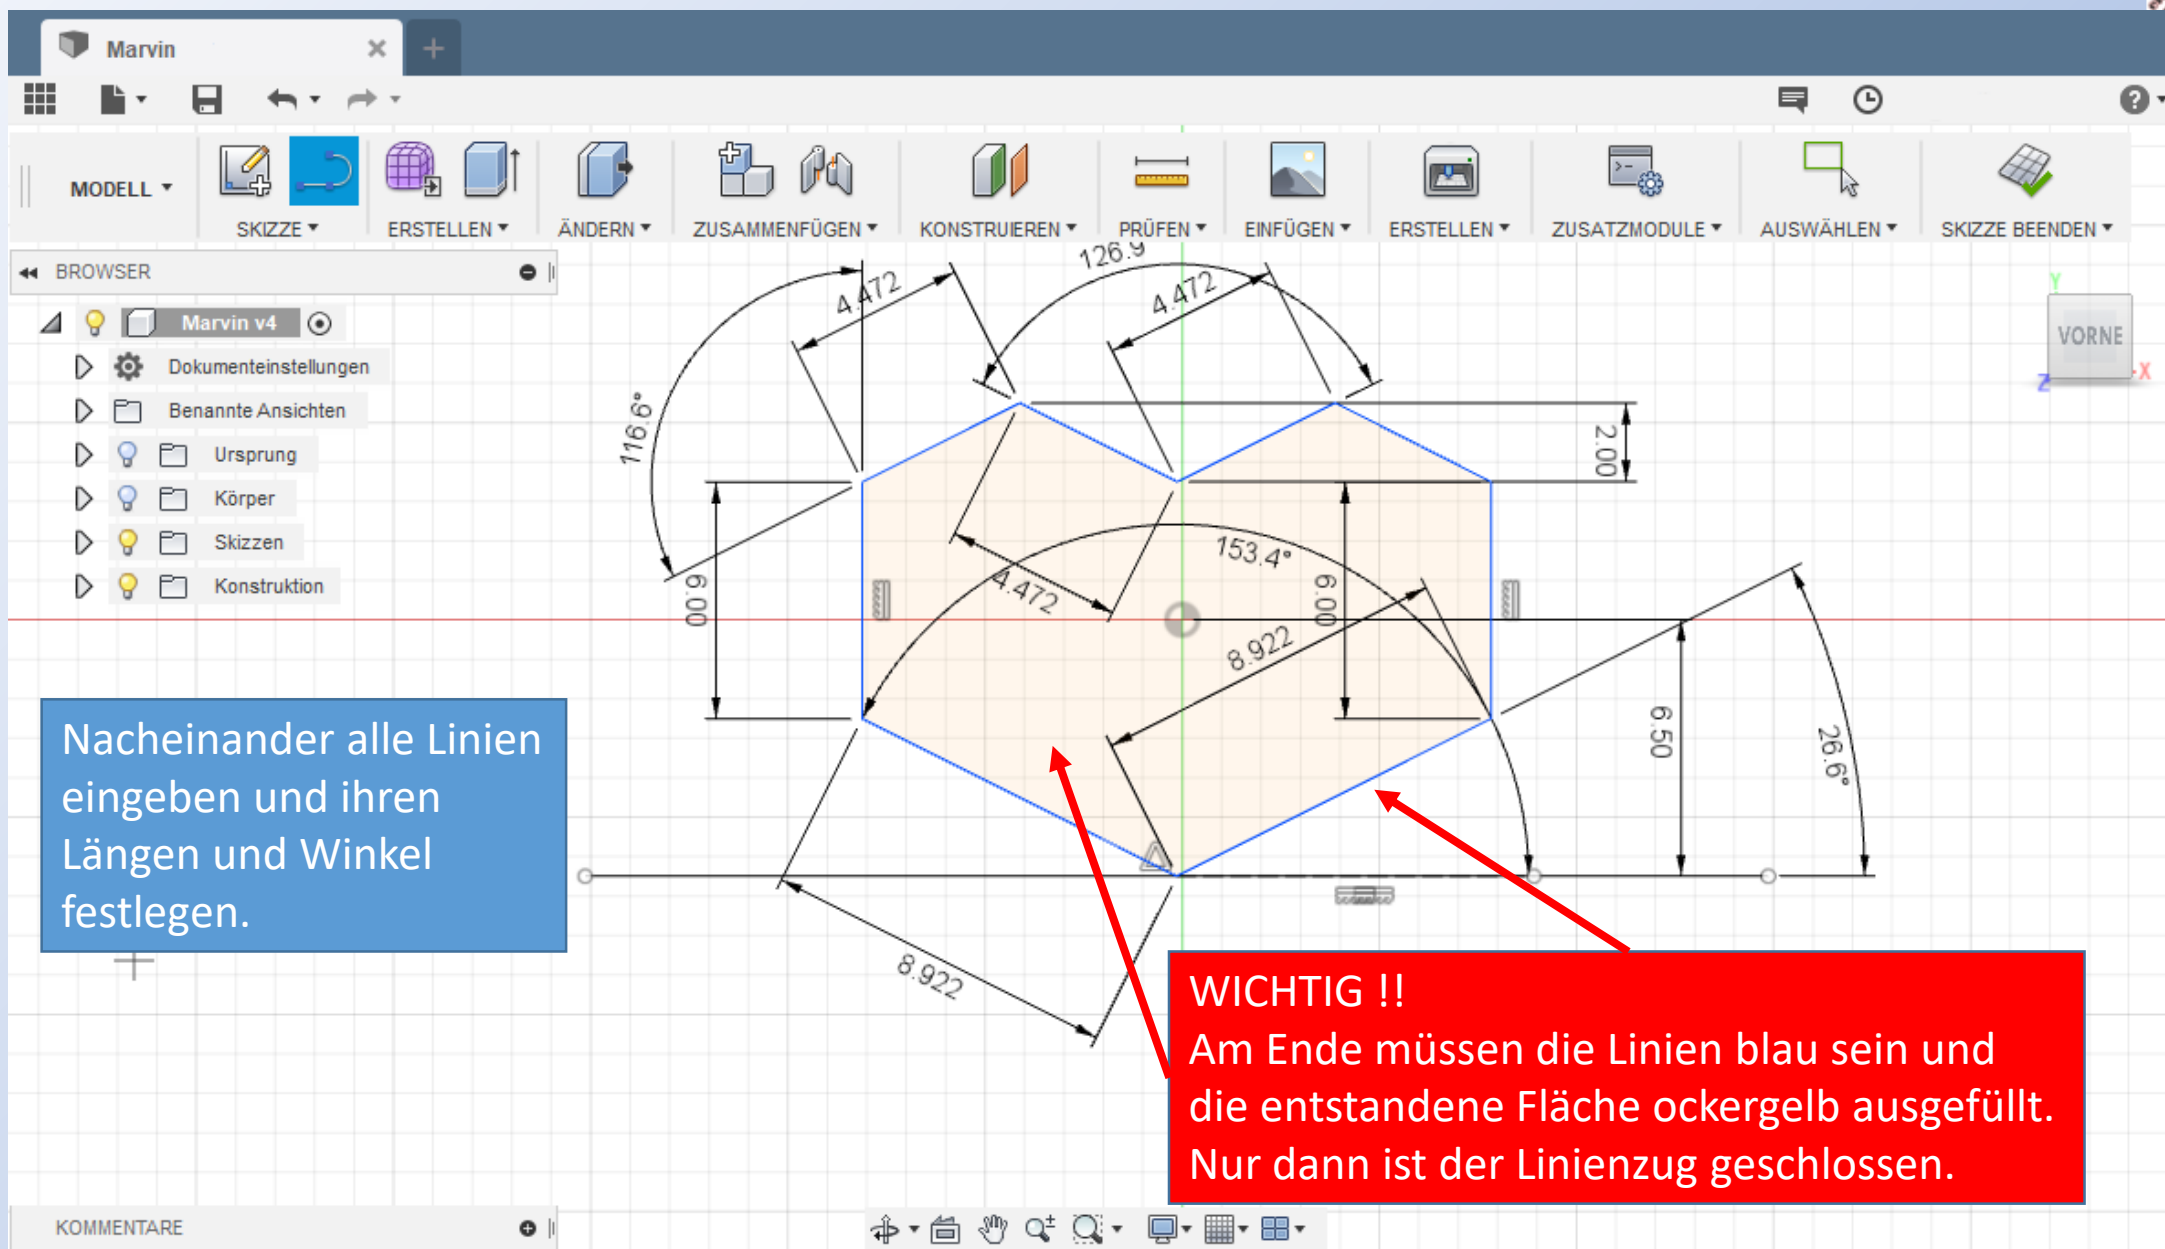 Marvin
MODELL
SKIZZE
ERSTELLEN
ÄNDERN
ZUSAMMENFÜGEN
KONSTRUIEREN
PRÜFEN
EINFÜGEN
ERSTELLEN
ZUSATZMODULE
AUSWÄHLEN
SKIZZE BEENDEN
BROWSER
Marvin v4
Dokumenteinstellungen
Benannte Ansichten
Ursprung
Körper
Skizzen
Konstruktion
126.9
4.472
4.472
116.6°
2.00
Y
VORNE
Z
X
153.4°
4.472
6.00
6.00
8.922
6.50
26.6°
8.922
Nacheinander alle Linien
eingeben und ihren
Längen und Winkel
festlegen.
WICHTIG !!
Am Ende müssen die Linien blau sein und
die entstandene Fläche ockergelb ausgefüllt.
Nur dann ist der Linienzug geschlossen.
KOMMENTARE